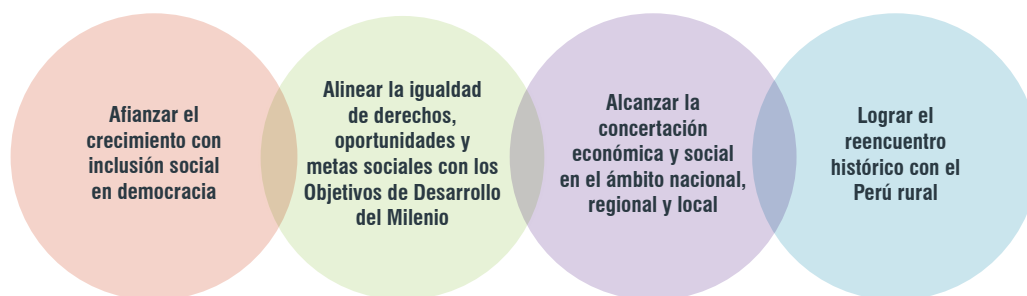 Afianzar el
crecimiento con
inclusión social
en democracia
Alinear la igualdad
de derechos,
oportunidades y
metas sociales con los
Objetivos de Desarrollo
del Milenio
Alcanzar la
concertación
económica y social
en el ámbito nacional,
regional y local
Lograr el
reencuentro
histórico con el
Perú rural